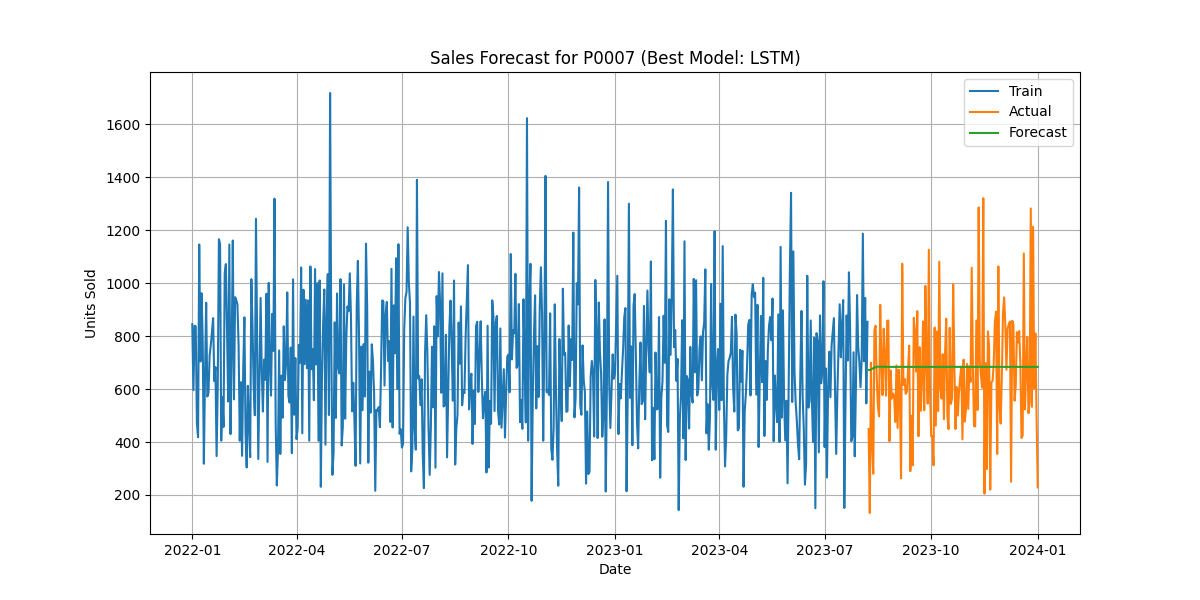 Sales Forecast for P0007 (Best Model: LSTM)
Train
Actual
Forecast
1600
1400
1200
1000
800
600
400
200
Units Sold
2022-01 2022-04 2022-07 2022-10 2023-01 2023-04 2023-07 2023-10 2024-01
Date